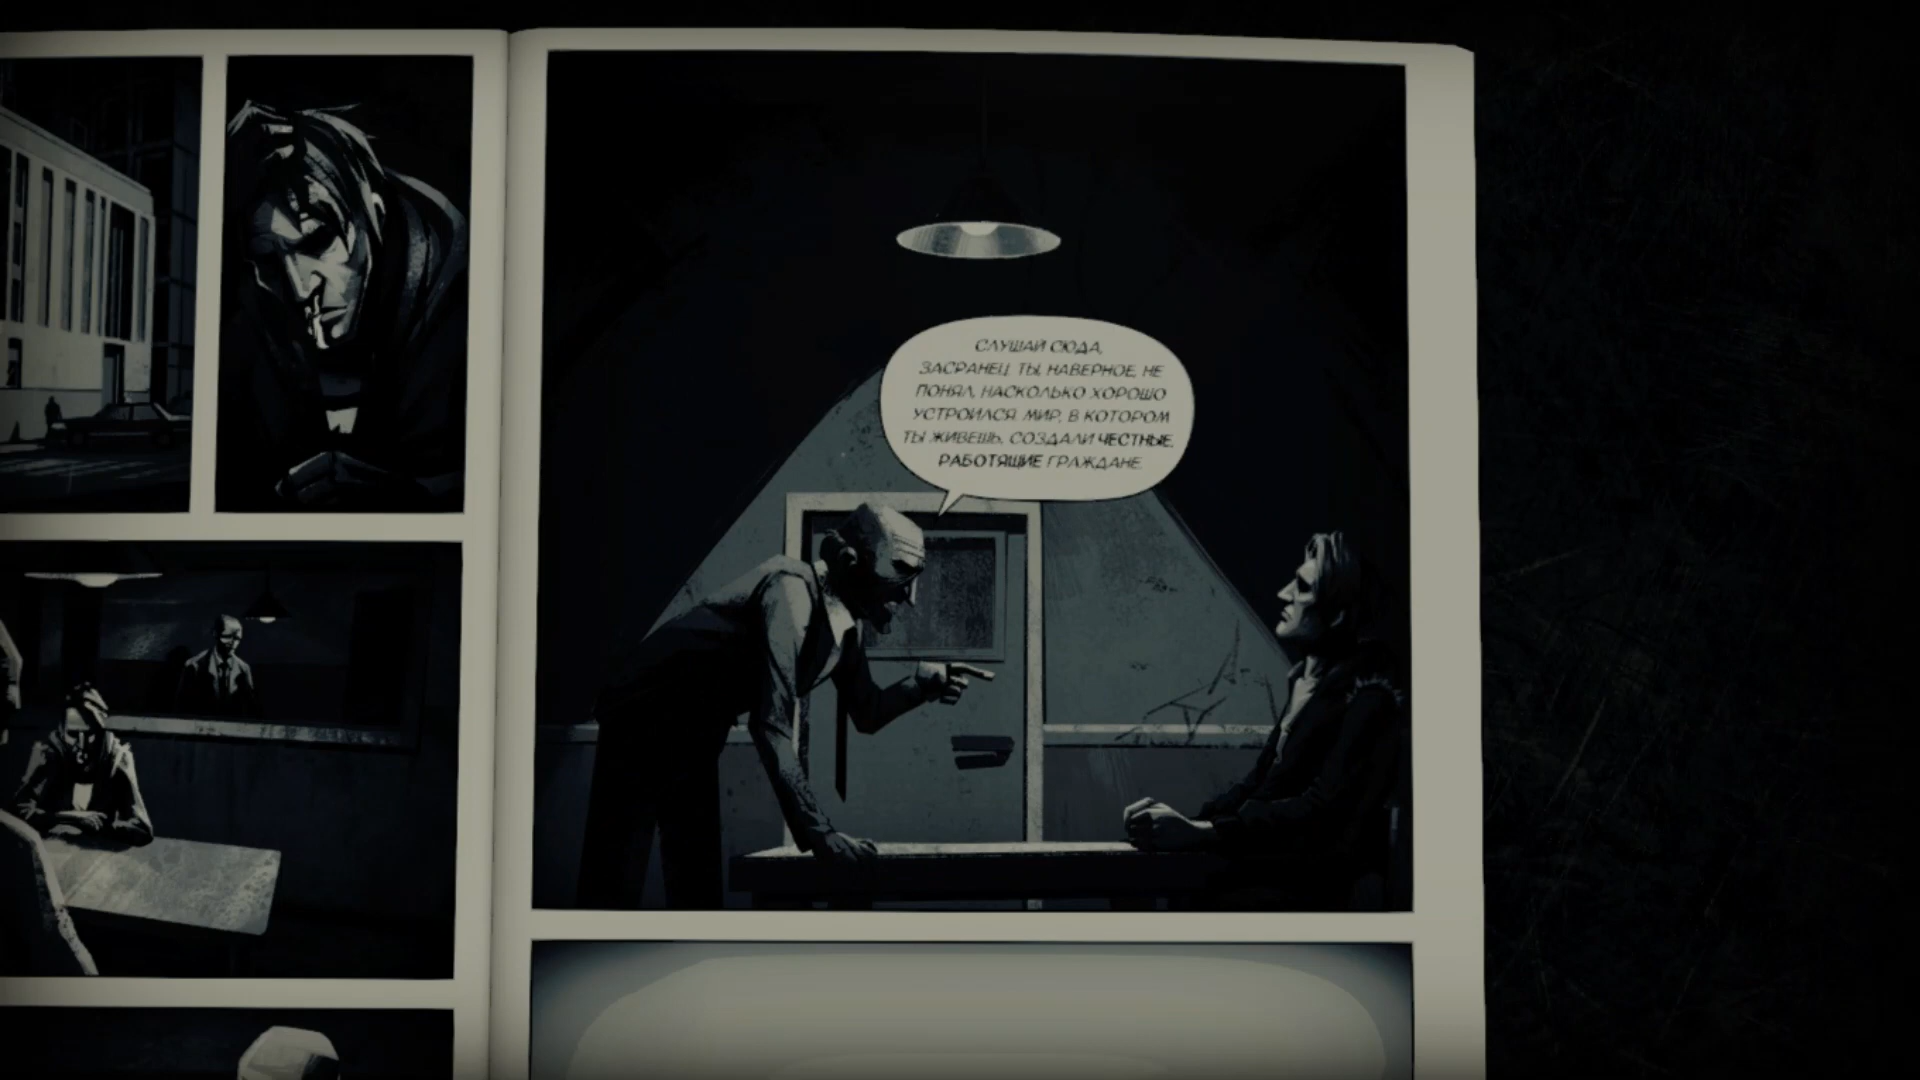 СЛУШАЙ СЮДА,
ЗАСРАНЕЦ. ТЫ, НАВЕРНОЕ, НЕ
ПОНЯЛ, НАСКОЛЬКО ХОРОШО
УСТРОИЛСЯ. МИР, В КОТОРОМ
ТЫ ЖИВЕШЬ, СОЗДАЛИ ЧЕСТНЫЕ,
РАБОТЯЩИЕ ГРАЖДАНЕ.